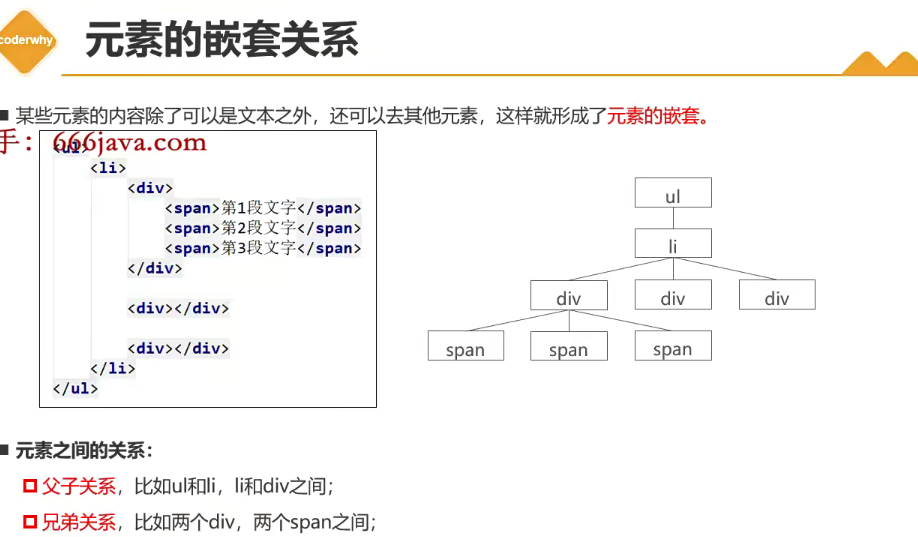 coderwhy
元素的嵌套关系
■ 某些元素的内容除了可以是文本之外，还可以去其他元素，这样就形成了元素的嵌套。
手：666java.com
<ul>
<li>
<div>
<span>第1段文字</span>
<span>第2段文字</span>
<span>第3段文字</span>
</div>
<div></div>
<div></div>
</li>
</ul>
ul
li
div div div
span span span
■ 元素之间的关系：
父子关系，比如ul和li，li和div之间；
兄弟关系，比如两个div，两个span之间；